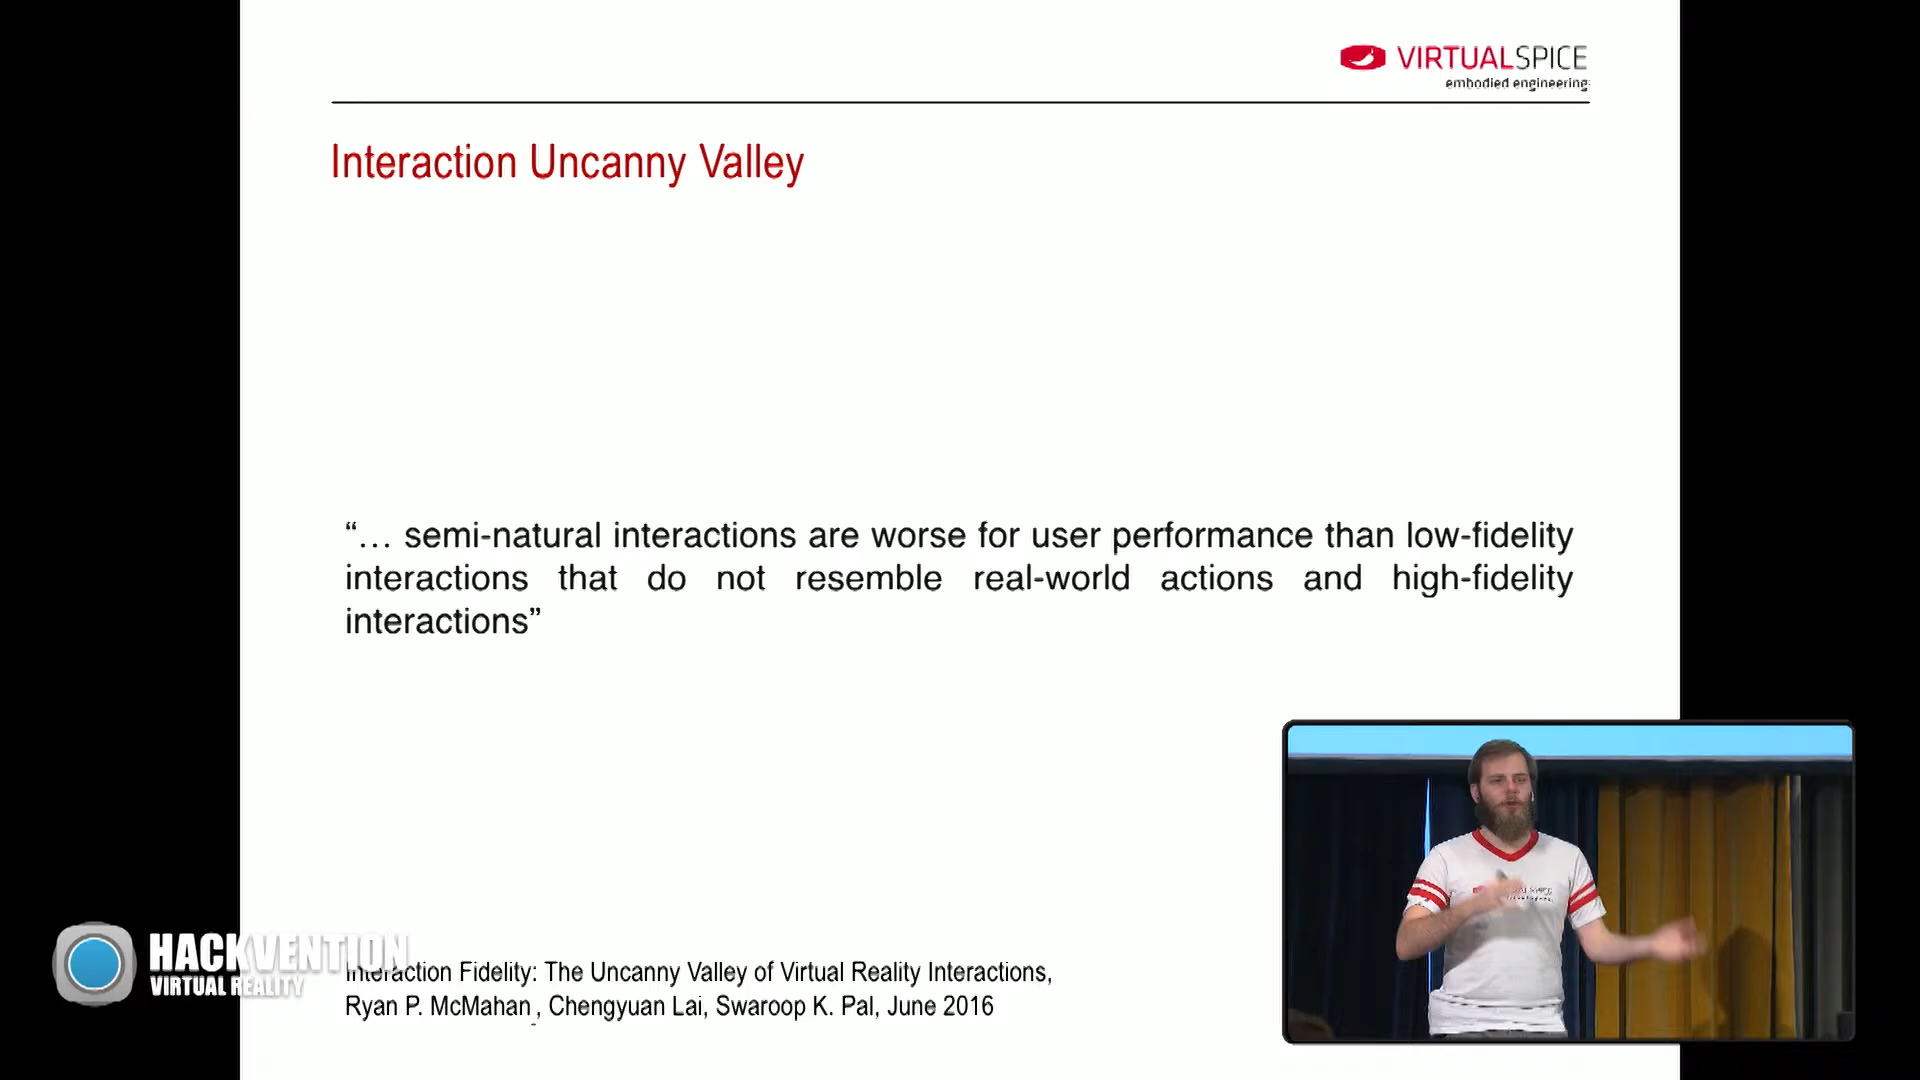 VIRTUALSPICE
embodied engineering
Interaction Uncanny Valley
“… semi-natural interactions are worse for user performance than low-fidelity
interactions that do not resemble real-world actions and high-fidelity
interactions”
HACKVENTION
VIRTUAL REALITY
Interaction Fidelity: The Uncanny Valley of Virtual Reality Interactions,
Ryan P. McMahan , Chengyuan Lai, Swaroop K. Pal, June 2016